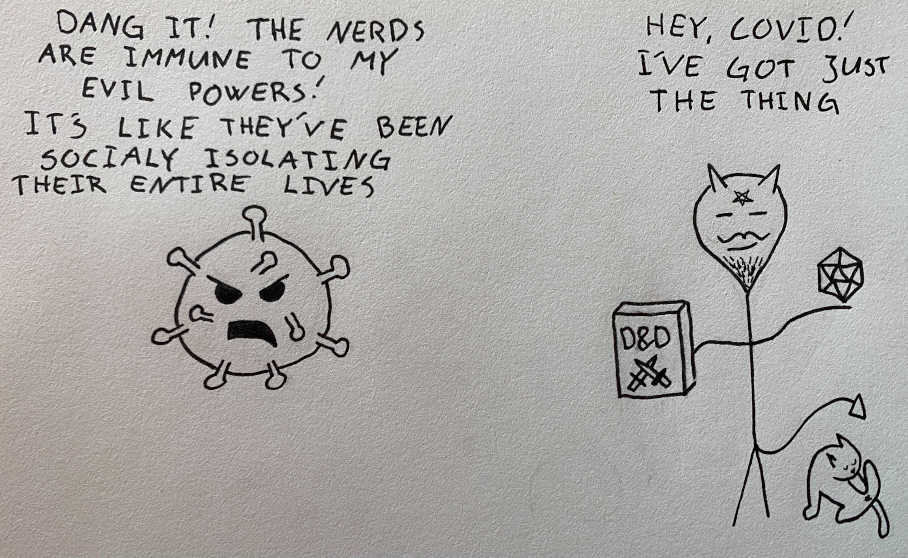 DANG IT! THE NERDS
ARE IMMUNE TO MY
EVIL POWERS!
IT'S LIKE THEY'VE BEEN
SOCIALY ISOLATING
THEIR ENTIRE LIVES
HEY, COVID!
I'VE GOT JUST
THE THING
D&D